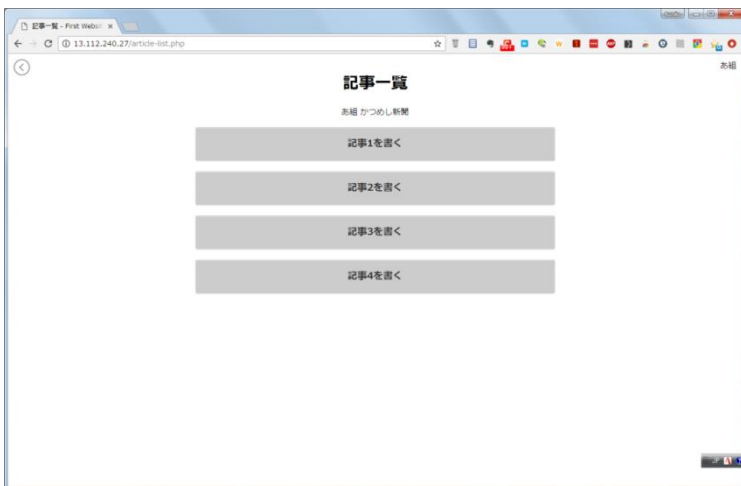 記事一覧 - First Websit
13.112.240.27/article-list.php
あ組
記事一覧
あ組 かつめし新聞
記事1を書く
記事2を書く
記事3を書く
記事4を書く
JP